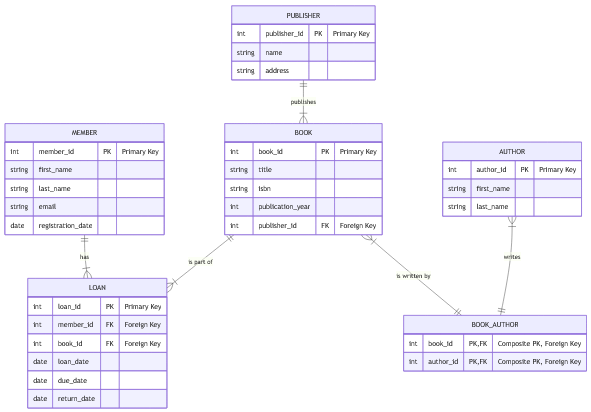 PUBLISHER
int publisher_id PK Primary Key
string name
string address
publishes
MEMBER
int member_id PK Primary Key
string first_name
string last_name
string email
date registration_date
BOOK
int book_id PK Primary Key
string title
string isbn
int publication_year
int publisher_id FK Foreign Key
AUTHOR
int author_id PK Primary Key
string first_name
string last_name
has
is part of
is written by
writes
LOAN
int loan_id PK Primary Key
int member_id FK Foreign Key
int book_id FK Foreign Key
date loan_date
date due_date
date return_date
BOOK_AUTHOR
int book_id PK,FK Composite PK, Foreign Key
int author_id PK,FK Composite PK, Foreign Key